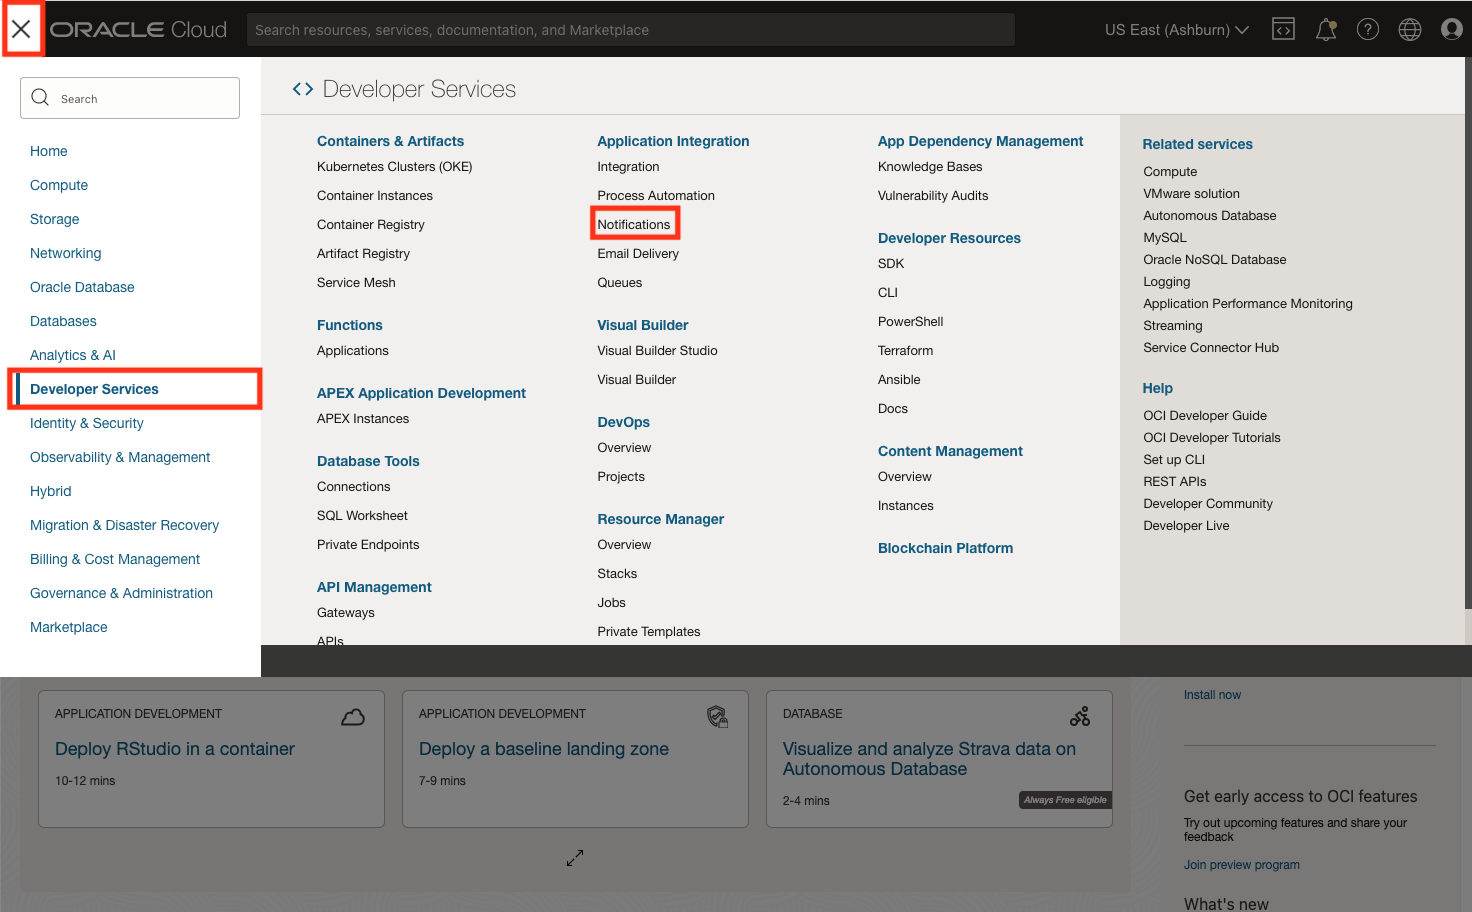 ORACLE Cloud
Search resources, services, documentation, and Marketplace
US East (Ashburn)
Search
Home
Compute
Storage
Networking
Oracle Database
Databases
Analytics & AI
Developer Services
Identity & Security
Observability & Management
Hybrid
Migration & Disaster Recovery
Billing & Cost Management
Governance & Administration
Marketplace
Developer Services
Containers & Artifacts
Kubernetes Clusters (OKE)
Container Instances
Container Registry
Artifact Registry
Service Mesh
Functions
Applications
APEX Application Development
APEX Instances
Database Tools
Connections
SQL Worksheet
Private Endpoints
API Management
Gateways
APIs
Application Integration
Integration
Process Automation
Notifications
Email Delivery
Queues
Visual Builder
Visual Builder Studio
Visual Builder
DevOps
Overview
Projects
Resource Manager
Overview
Stacks
Jobs
Private Templates
App Dependency Management
Knowledge Bases
Vulnerability Audits
Developer Resources
SDK
CLI
PowerShell
Terraform
Ansible
Docs
Content Management
Overview
Instances
Blockchain Platform
Related services
Compute
VMware solution
Autonomous Database
MySQL
Oracle NoSQL Database
Logging
Application Performance Monitoring
Streaming
Service Connector Hub
Help
OCI Developer Guide
OCI Developer Tutorials
Set up CLI
REST APIs
Developer Community
Developer Live
APPLICATION DEVELOPMENT
Deploy RStudio in a container
10-12 mins
APPLICATION DEVELOPMENT
Deploy a baseline landing zone
7-9 mins
DATABASE
Visualize and analyze Strava data on
Autonomous Database
2-4 mins
Always Free eligible
Install now
Get early access to OCI features
Try out upcoming features and share your
feedback
Join preview program
What's new